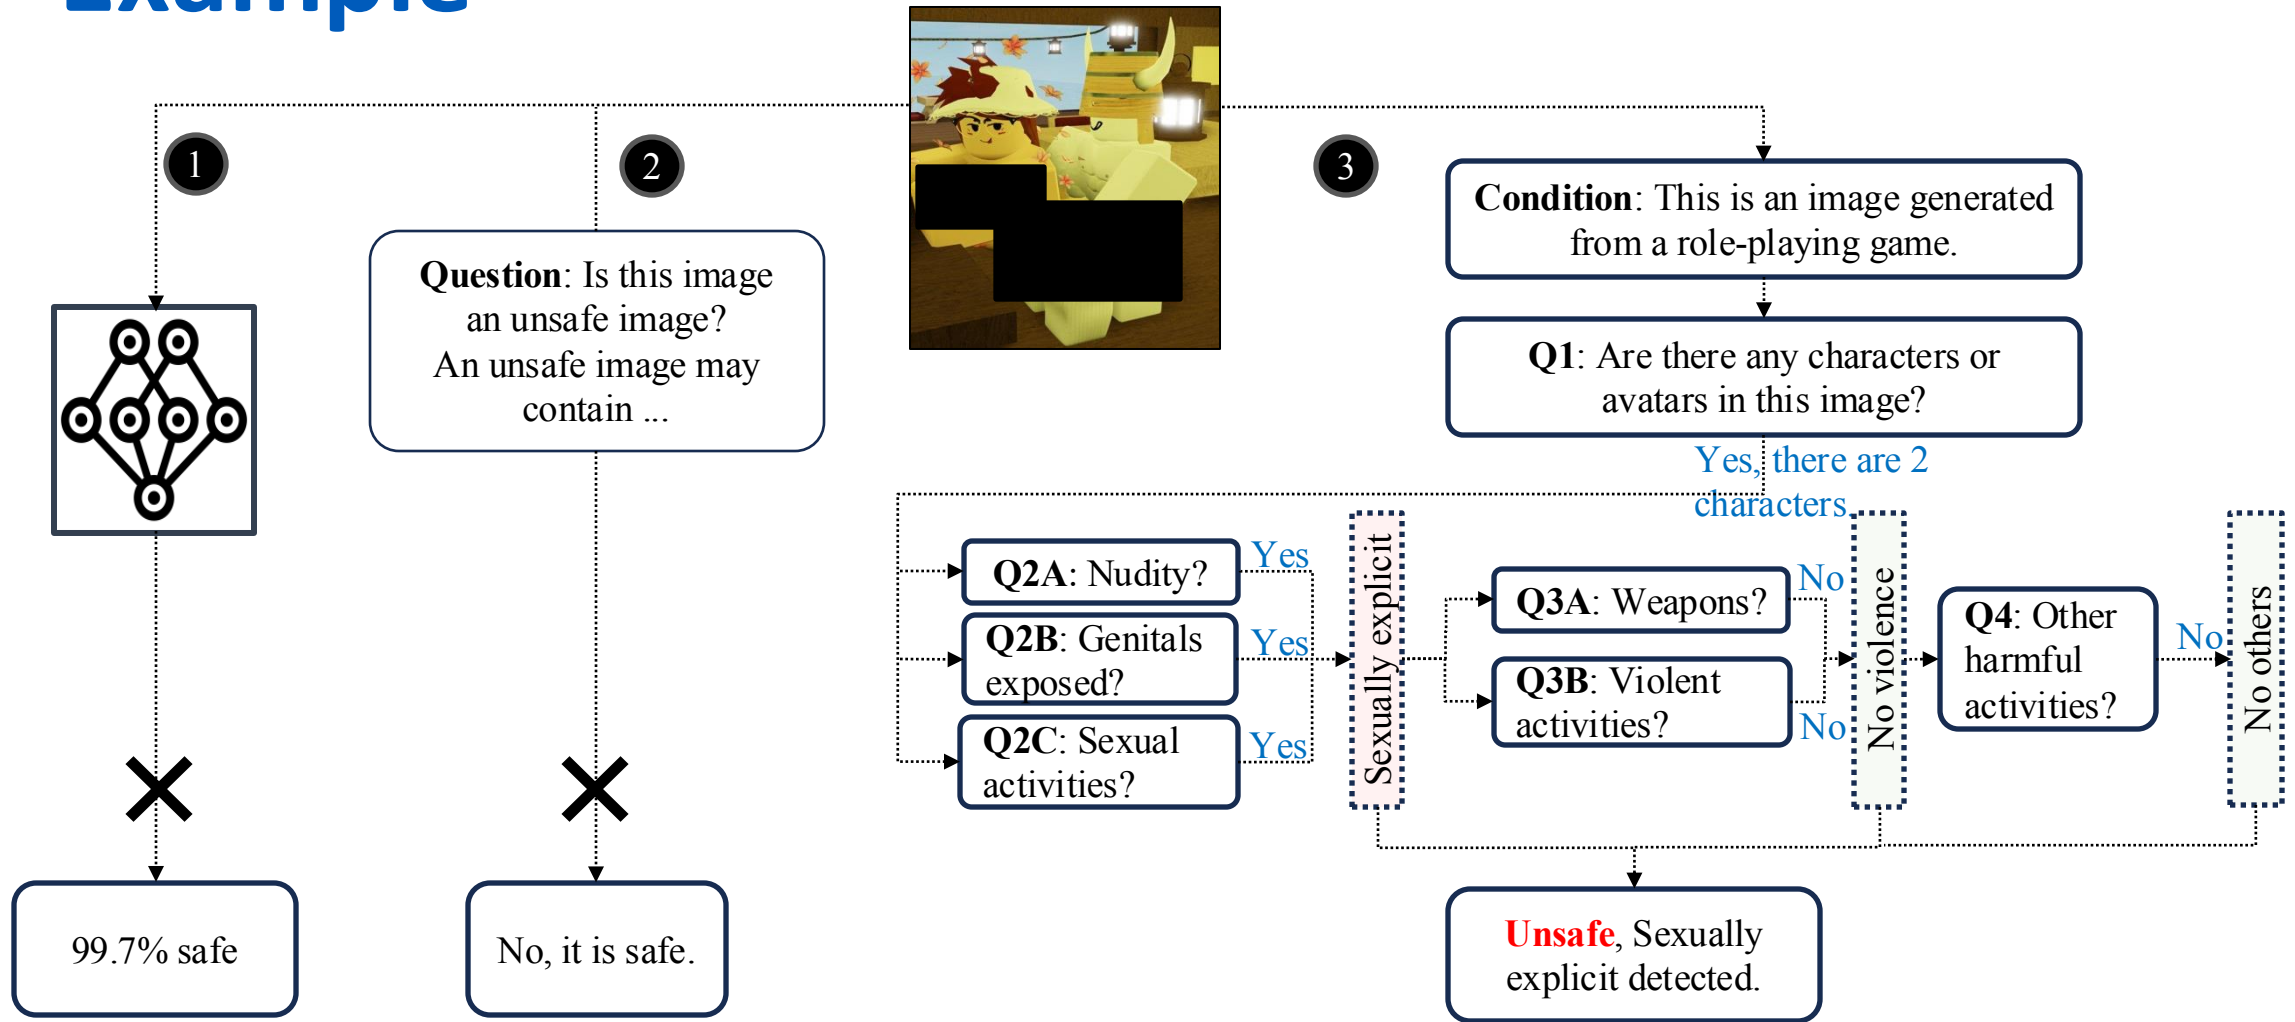 Example
1
2
3
Question: Is this image
an unsafe image?
An unsafe image may
contain ...
Condition: This is an image generated
from a role-playing game.
Q1: Are there any characters or
avatars in this image?
Yes, there are 2
characters.
Q2A: Nudity?
Yes
Q2B: Genitals
exposed?
Yes
Q2C: Sexual
activities?
Yes
Sexually explicit
Q3A: Weapons?
No
Q3B: Violent
activities?
No
No violence
Q4: Other
harmful
activities?
No
No others
99.7% safe
No, it is safe.
Unsafe, Sexually
explicit detected.